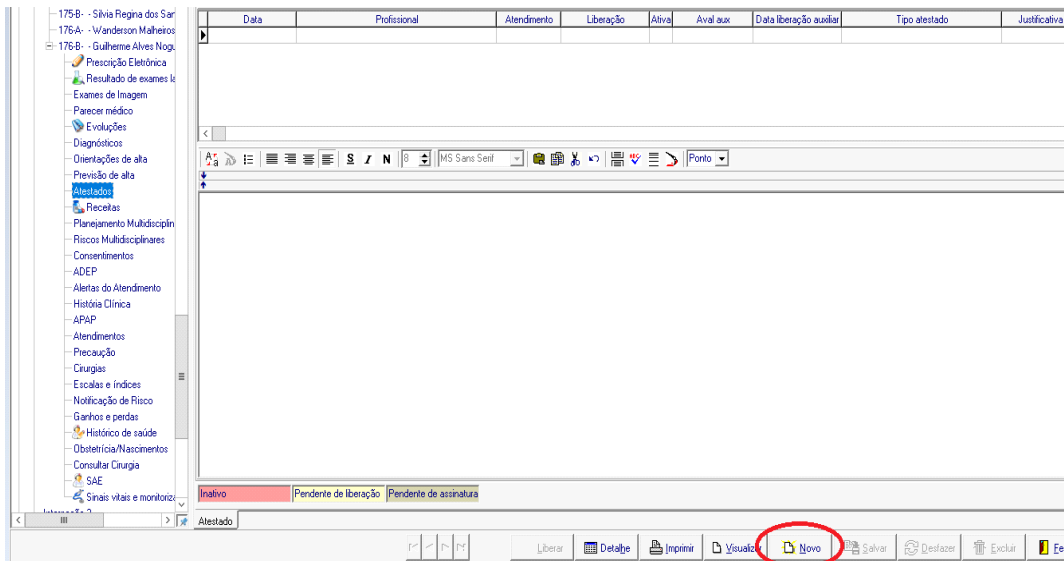 175-B- - Silvia Regina dos Sar
176-A- - Wanderson Malheiros
176-B- - Guilherme Alves Nogu
Prescrição Eletrônica
Resultado de exames la
Exames de Imagem
Parecer médico
Evoluções
Diagnósticos
Orientações de alta
Previsão de alta
Atestados
Receitas
Planejamento Multidisciplin
Riscos Multidisciplinares
Consentimentos
ADEP
Alertas do Atendimento
História Clínica
APAP
Atendimentos
Precaução
Cirurgias
Escalas e índices
Notificação de Risco
Ganhos e perdas
Histórico de saúde
Obstetrícia/Nascimentos
Consultar Cirurgia
SAE
Sinais vitais e monitoriza
Data Profissional Atendimento Liberação Ativa Aval aux Data liberação auxiliar Tipo atestado Justificativa
S I N 8 MS Sans Serif Ponto
Inativo Pendente de liberação Pendente de assinatura
Atestado
Liberar Detalhe Imprimir Visualizar Novo Salvar Desfazer Excluir Fe